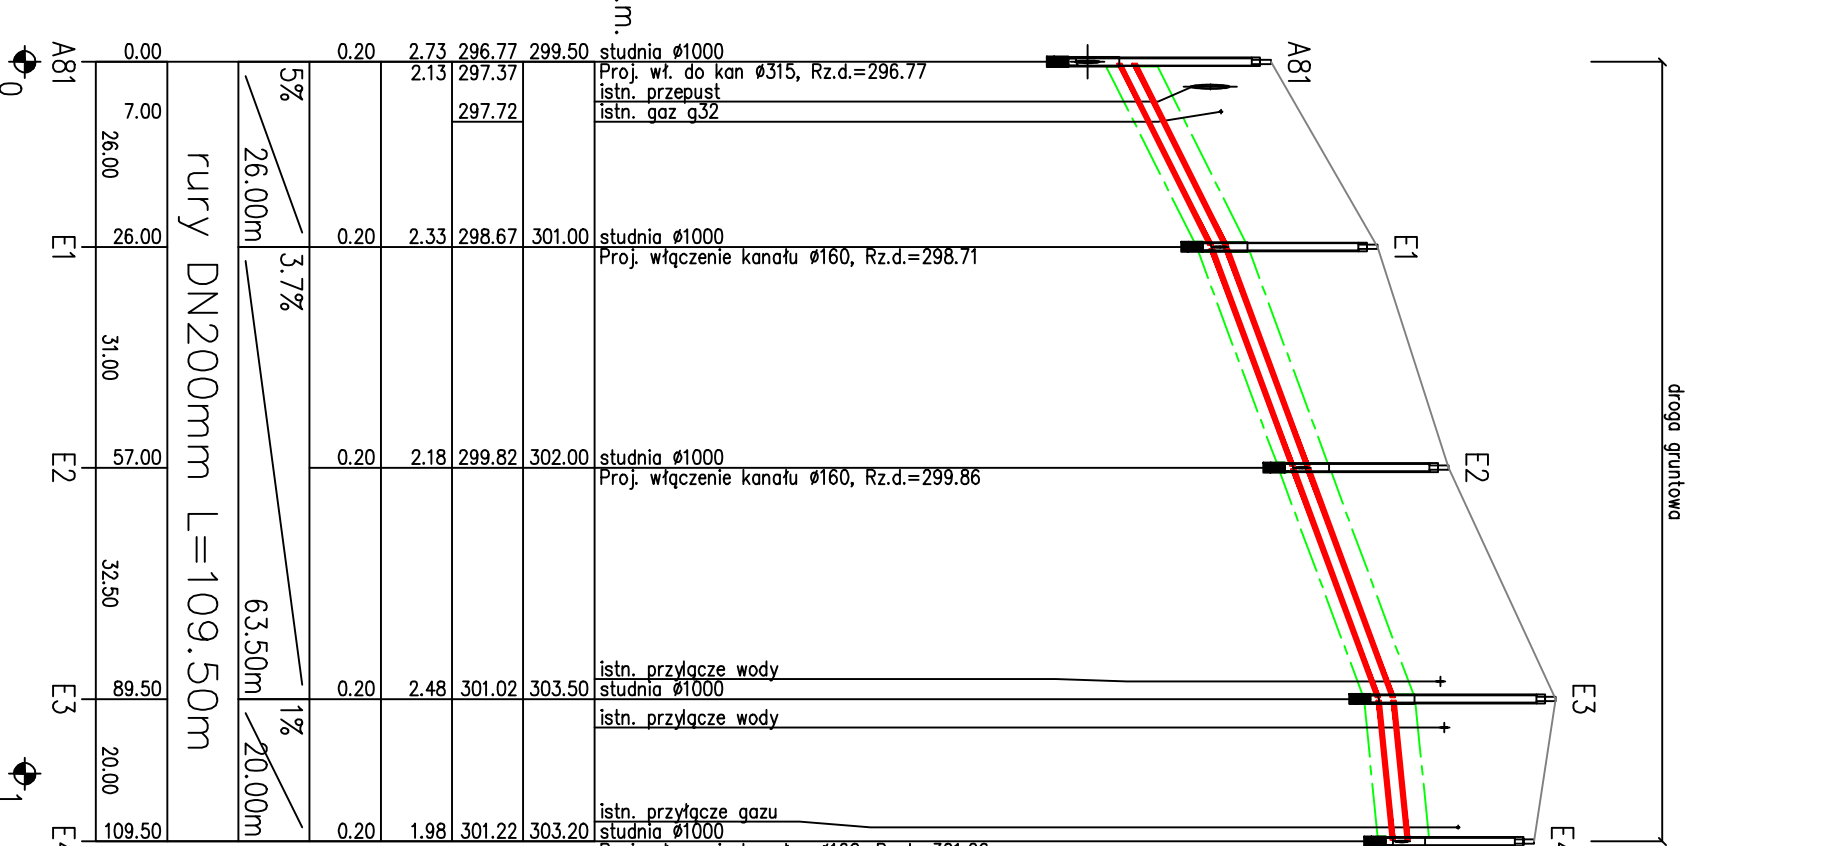 .m.
A81
0.00
0.20
2.73
296.77
299.50
studnia ø1000
2.13
297.37
Proj. wł. do kan ø315, Rz.d.=296.77
istn. przepust
7.00
297.72
istn. gaz g32
5%
26.00m
26.00
E1
26.00
0.20
2.33
298.67
301.00
studnia ø1000
Proj. włączenie kanału ø160, Rz.d.=298.71
3.7%
63.50m
31.00
rury DN200mm L=109.50m
E2
57.00
0.20
2.18
299.82
302.00
studnia ø1000
Proj. włączenie kanału ø160, Rz.d.=299.86
32.50
istn. przyłącze wody
E3
89.50
0.20
2.48
301.02
303.50
studnia ø1000
istn. przyłącze wody
1%
20.00m
20.00
istn. przyłącze gazu
109.50
0.20
1.98
301.22
303.20
studnia ø1000
A81
E1
E2
E3
droga gruntowa
0
1